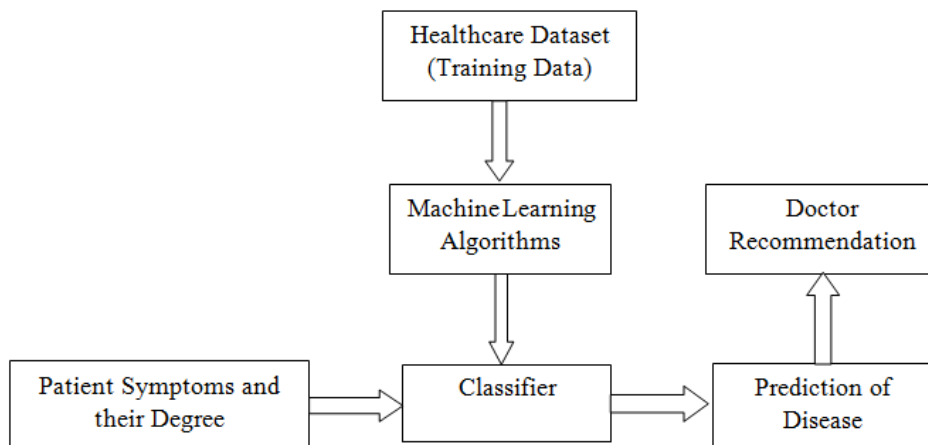 Healthcare Dataset
(Training Data)
Machine Learning
Algorithms
Doctor
Recommendation
Patient Symptoms and
their Degree
Classifier
Prediction of
Disease